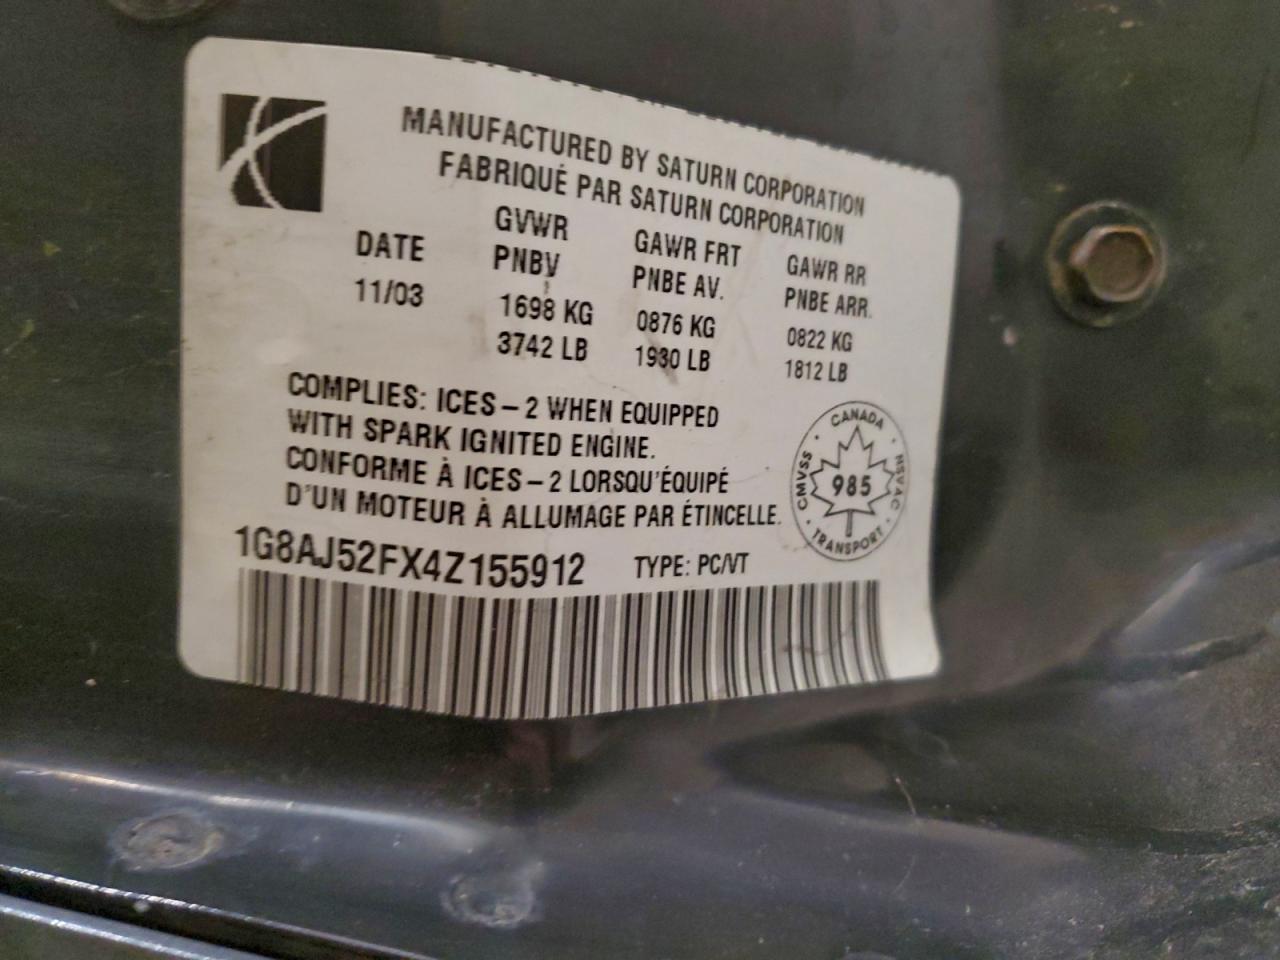 MANUFACTURED BY SATURN CORPORATION
FABRIQUÉ PAR SATURN CORPORATION
DATE GVWR PNBV GAWR FRT PNBE AV. GAWR RR PNBE ARR.
11/03 1698 KG 0876 KG 0822 KG
3742 LB 1930 LB 1812 LB
COMPLIES: ICES – 2 WHEN EQUIPPED
WITH SPARK IGNITED ENGINE.
CONFORME À ICES – 2 LORSQU'ÉQUIPÉ
D'UN MOTEUR À ALLUMAGE PAR ÉTINCELLE.
CANADA
CMVSS 985 NSVAC
TRANSPORT
1G8AJ52FX4Z155912 TYPE: PC/VT